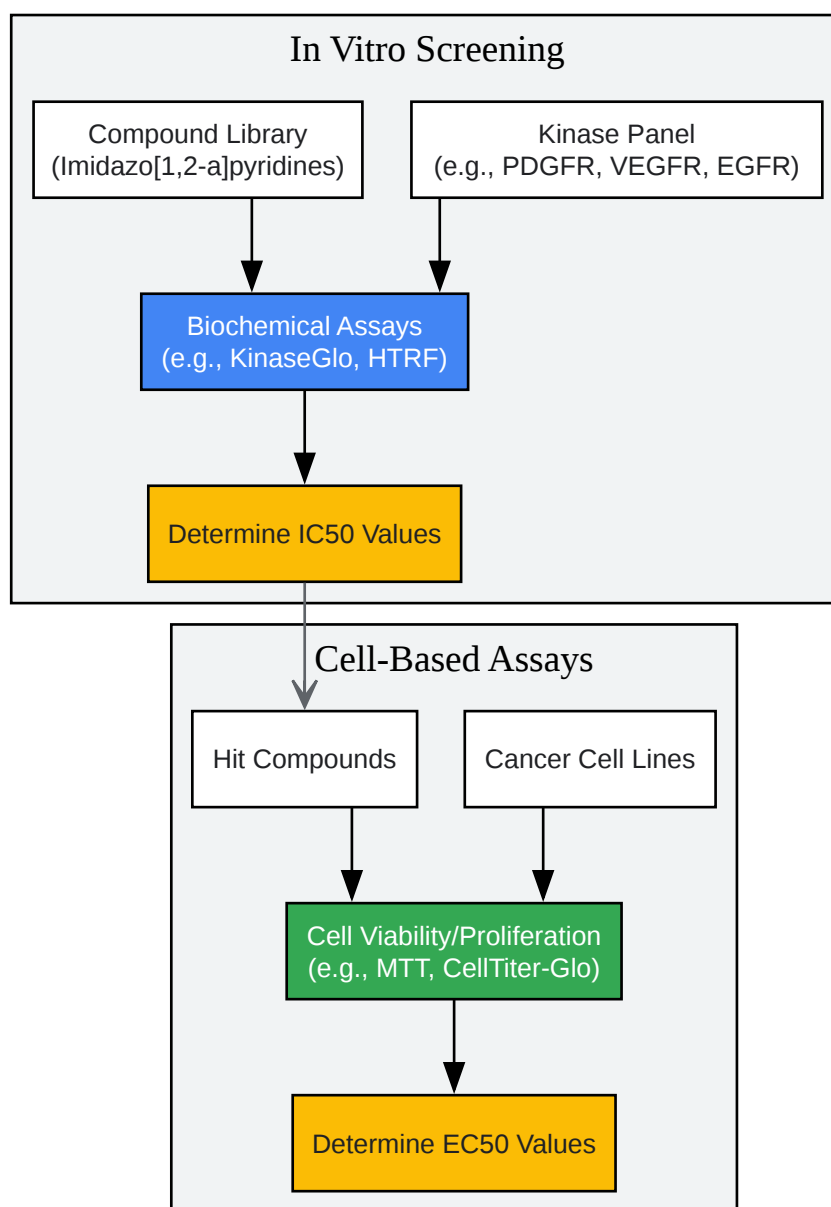 In Vitro Screening
Compound Library
(Imidazo[1,2-a]pyridines)
Kinase Panel
(e.g., PDGFR, VEGFR, EGFR)
Biochemical Assays
(e.g., KinaseGlo, HTRF)
Determine IC50 Values
Cell-Based Assays
Hit Compounds
Cancer Cell Lines
Cell Viability/Proliferation
(e.g., MTT, CellTiter-Glo)
Determine EC50 Values